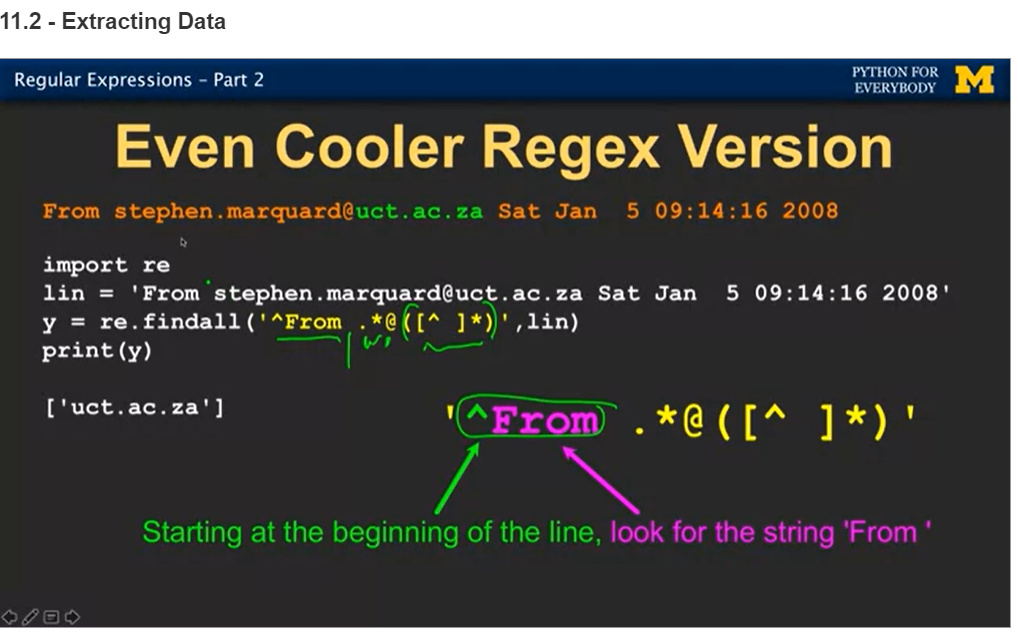 11.2 - Extracting Data
Regular Expressions – Part 2
PYTHON FOR
EVERYBODY
M
Even Cooler Regex Version
From stephen.marquard@uct.ac.za Sat Jan  5 09:14:16 2008
import re
lin = 'From stephen.marquard@uct.ac.za Sat Jan  5 09:14:16 2008'
y = re.findall('^From .*@([^ ]*)',lin)
print(y)
['uct.ac.za']
'^From .*@([^ ]*)'
Starting at the beginning of the line, look for the string 'From '